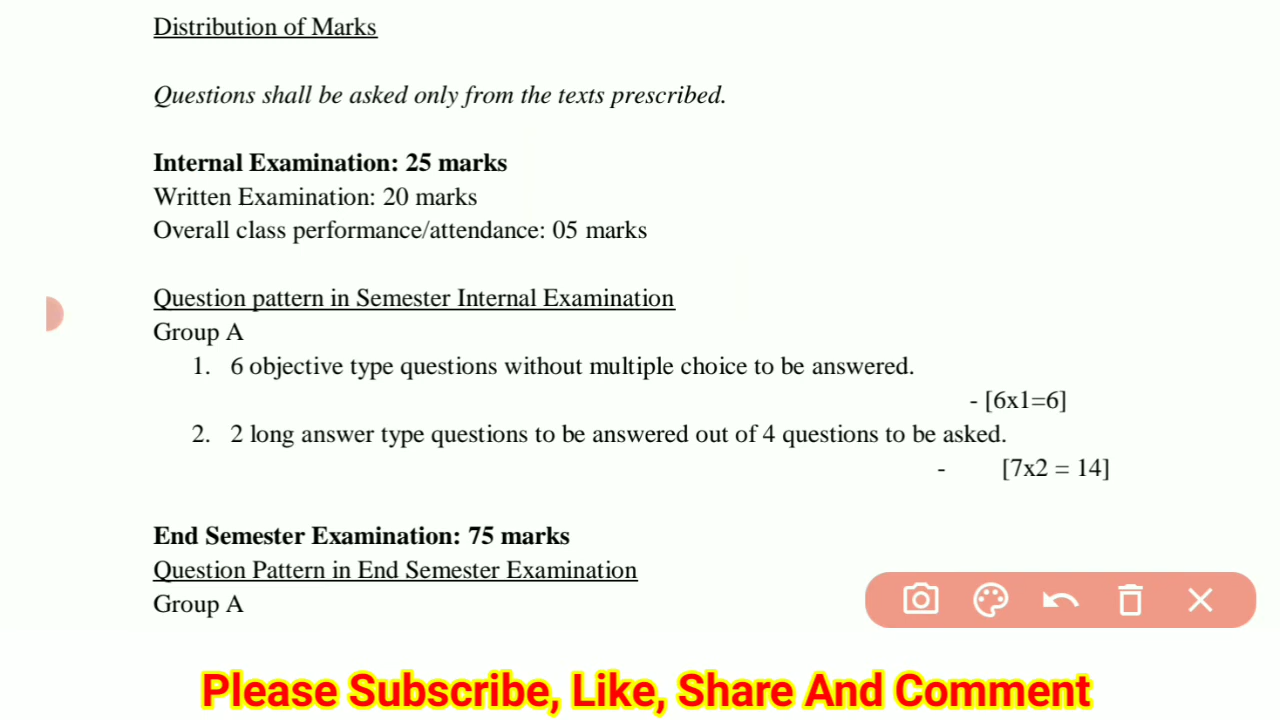 Distribution of Marks
Questions shall be asked only from the texts prescribed.
Internal Examination: 25 marks
Written Examination: 20 marks
Overall class performance/attendance: 05 marks
Question pattern in Semester Internal Examination
Group A
1. 6 objective type questions without multiple choice to be answered.
- [6x1=6]
2. 2 long answer type questions to be answered out of 4 questions to be asked.
- [7x2 = 14]
End Semester Examination: 75 marks
Question Pattern in End Semester Examination
Group A
Please Subscribe, Like, Share And Comment